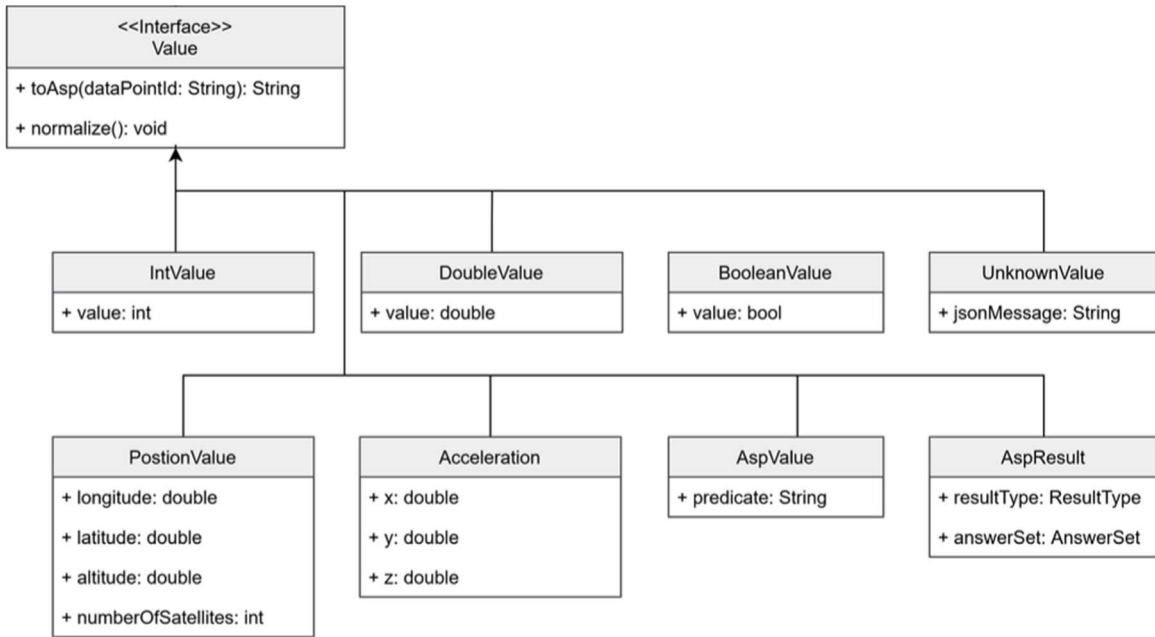 <<Interface>>
Value
+ toAsp(dataPointId: String): String
+ normalize(): void
IntValue
+ value: int
DoubleValue
+ value: double
BooleanValue
+ value: bool
UnknownValue
+ jsonMessage: String
PostionValue
+ longitude: double
+ latitude: double
+ altitude: double
+ numberOfSatellites: int
Acceleration
+ x: double
+ y: double
+ z: double
AspValue
+ predicate: String
AspResult
+ resultType: ResultType
+ answerSet: AnswerSet